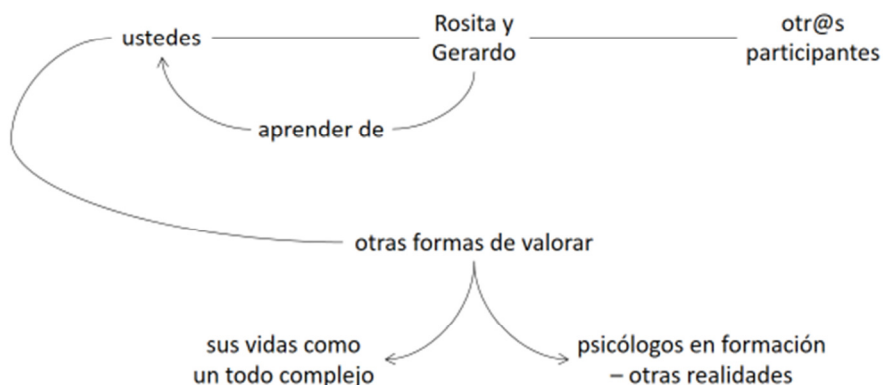 ustedes
Rosita y
Gerardo
otr@s
participantes
aprender de
otras formas de valorar
sus vidas como
un todo complejo
psicólogos en formación
– otras realidades